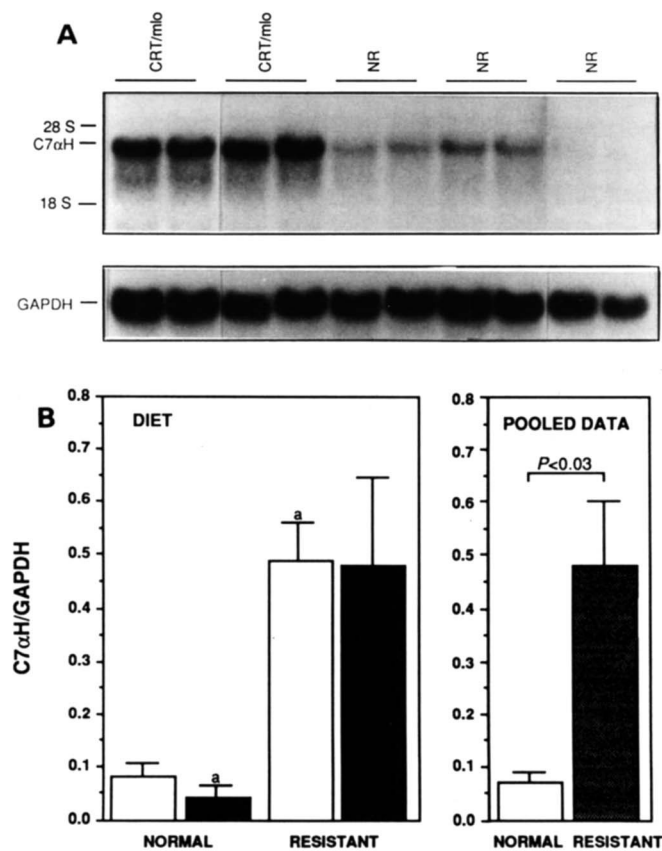 A
CRT/mlo CRT/mlo NR NR NR
28 S
C7αH
18 S
GAPDH
B
C7αH/GAPDH
0.8
0.7
0.6
0.5
0.4
0.3
0.2
0.1
0.0
DIET
a
a
NORMAL RESISTANT
0.8
0.7
0.6
0.5
0.4
0.3
0.2
0.1
0.0
POOLED DATA
P<0.03
NORMAL RESISTANT